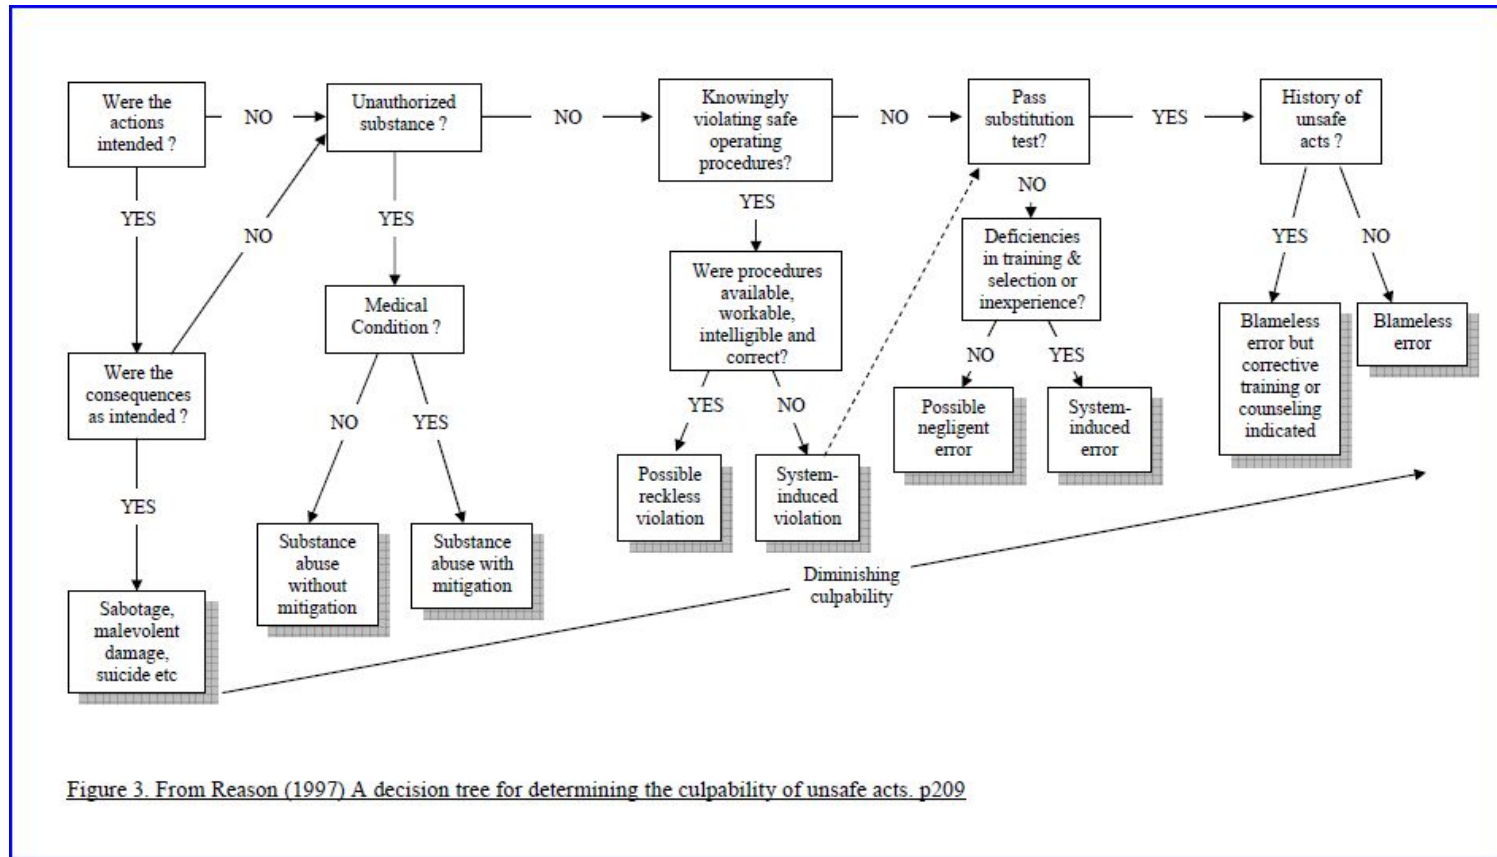 Were the
actions
intended ?
NO
Unauthorized
substance ?
NO
Knowingly
violating safe
operating
procedures?
NO
Pass
substitution
test?
YES
History of
unsafe
acts ?
YES
NO
YES
YES
NO
Deficiencies
in training &
selection or
inexperience?
YES
NO
Were procedures
available,
workable,
intelligible and
correct?
Medical
Condition ?
Blameless
error but
corrective
training or
counseling
indicated
Blameless
error
Were the
consequences
as intended ?
NO
YES
YES
NO
NO
YES
Possible
negligent
error
System-
induced
error
Possible
reckless
violation
System-
induced
violation
YES
Substance
abuse
without
mitigation
Substance
abuse with
mitigation
Diminishing
culpability
Sabotage,
malevolent
damage,
suicide etc
Figure 3. From Reason (1997) A decision tree for determining the culpability of unsafe acts. p209